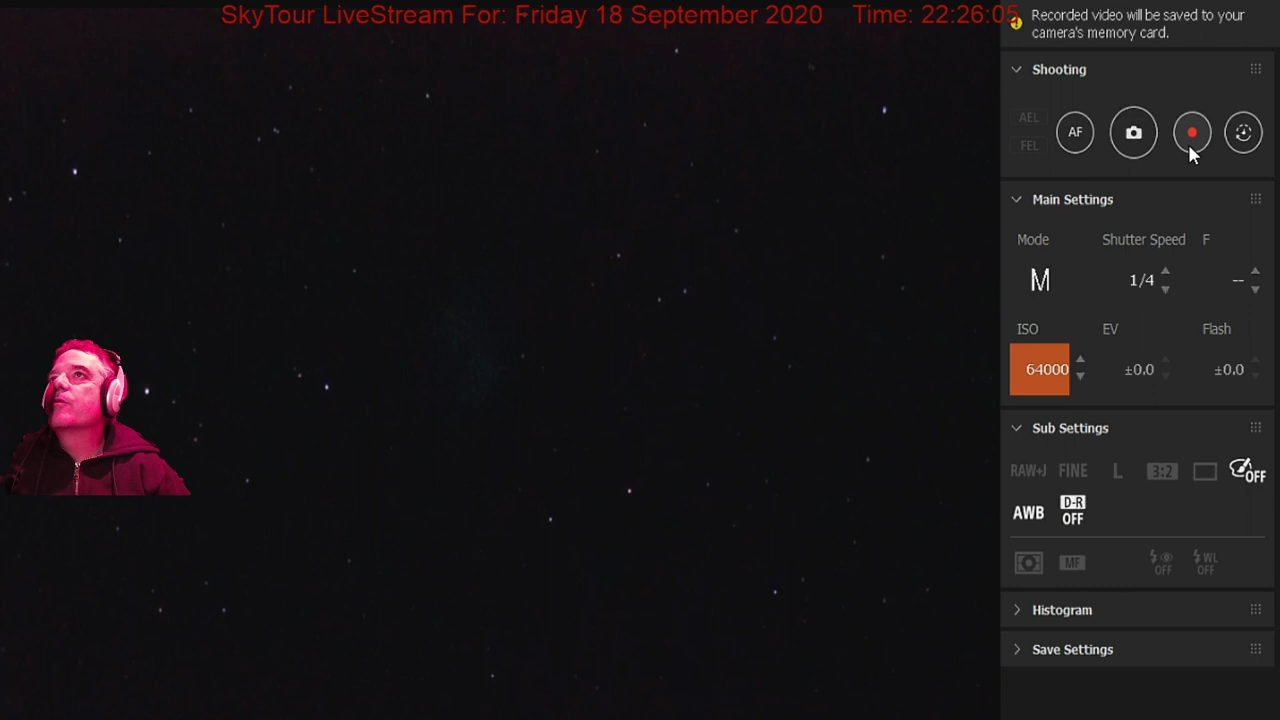 SkyTour LiveStream For: Friday 18 September 2020 Time: 22:26:05
Recorded video will be saved to your
camera's memory card.
Shooting
AEL
FEL
AF
Main Settings
Mode Shutter Speed F
M 1/4 --
ISO EV Flash
64000 ±0.0 ±0.0
Sub Settings
RAW+J FINE L 3:2 OFF
AWB D-R OFF
MF OFF WL OFF
Histogram
Save Settings